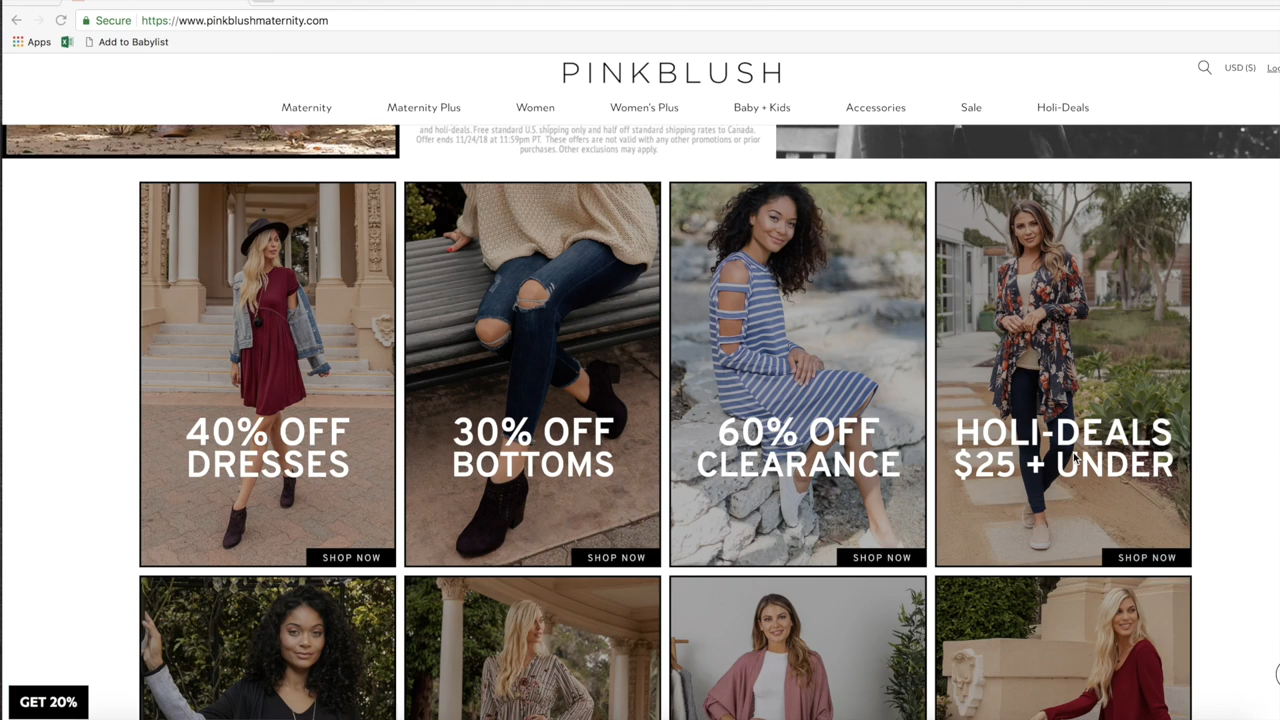 Secure https://www.pinkblushmaternity.com
Apps Add to Babylist
PINKBLUSH
USD ($)
Maternity Maternity Plus Women Women's Plus Baby + Kids Accessories Sale Holi-Deals
and holi-deals. Free standard U.S. shipping only and half off standard shipping rates to Canada.
Offer ends 11/24/18 at 11:59pm PT. These offers are not valid with any other promotions or prior
purchases. Other exclusions may apply.
40% OFF
DRESSES
SHOP NOW
30% OFF
BOTTOMS
SHOP NOW
60% OFF
CLEARANCE
SHOP NOW
HOLI-DEALS
$25 + UNDER
SHOP NOW
GET 20%